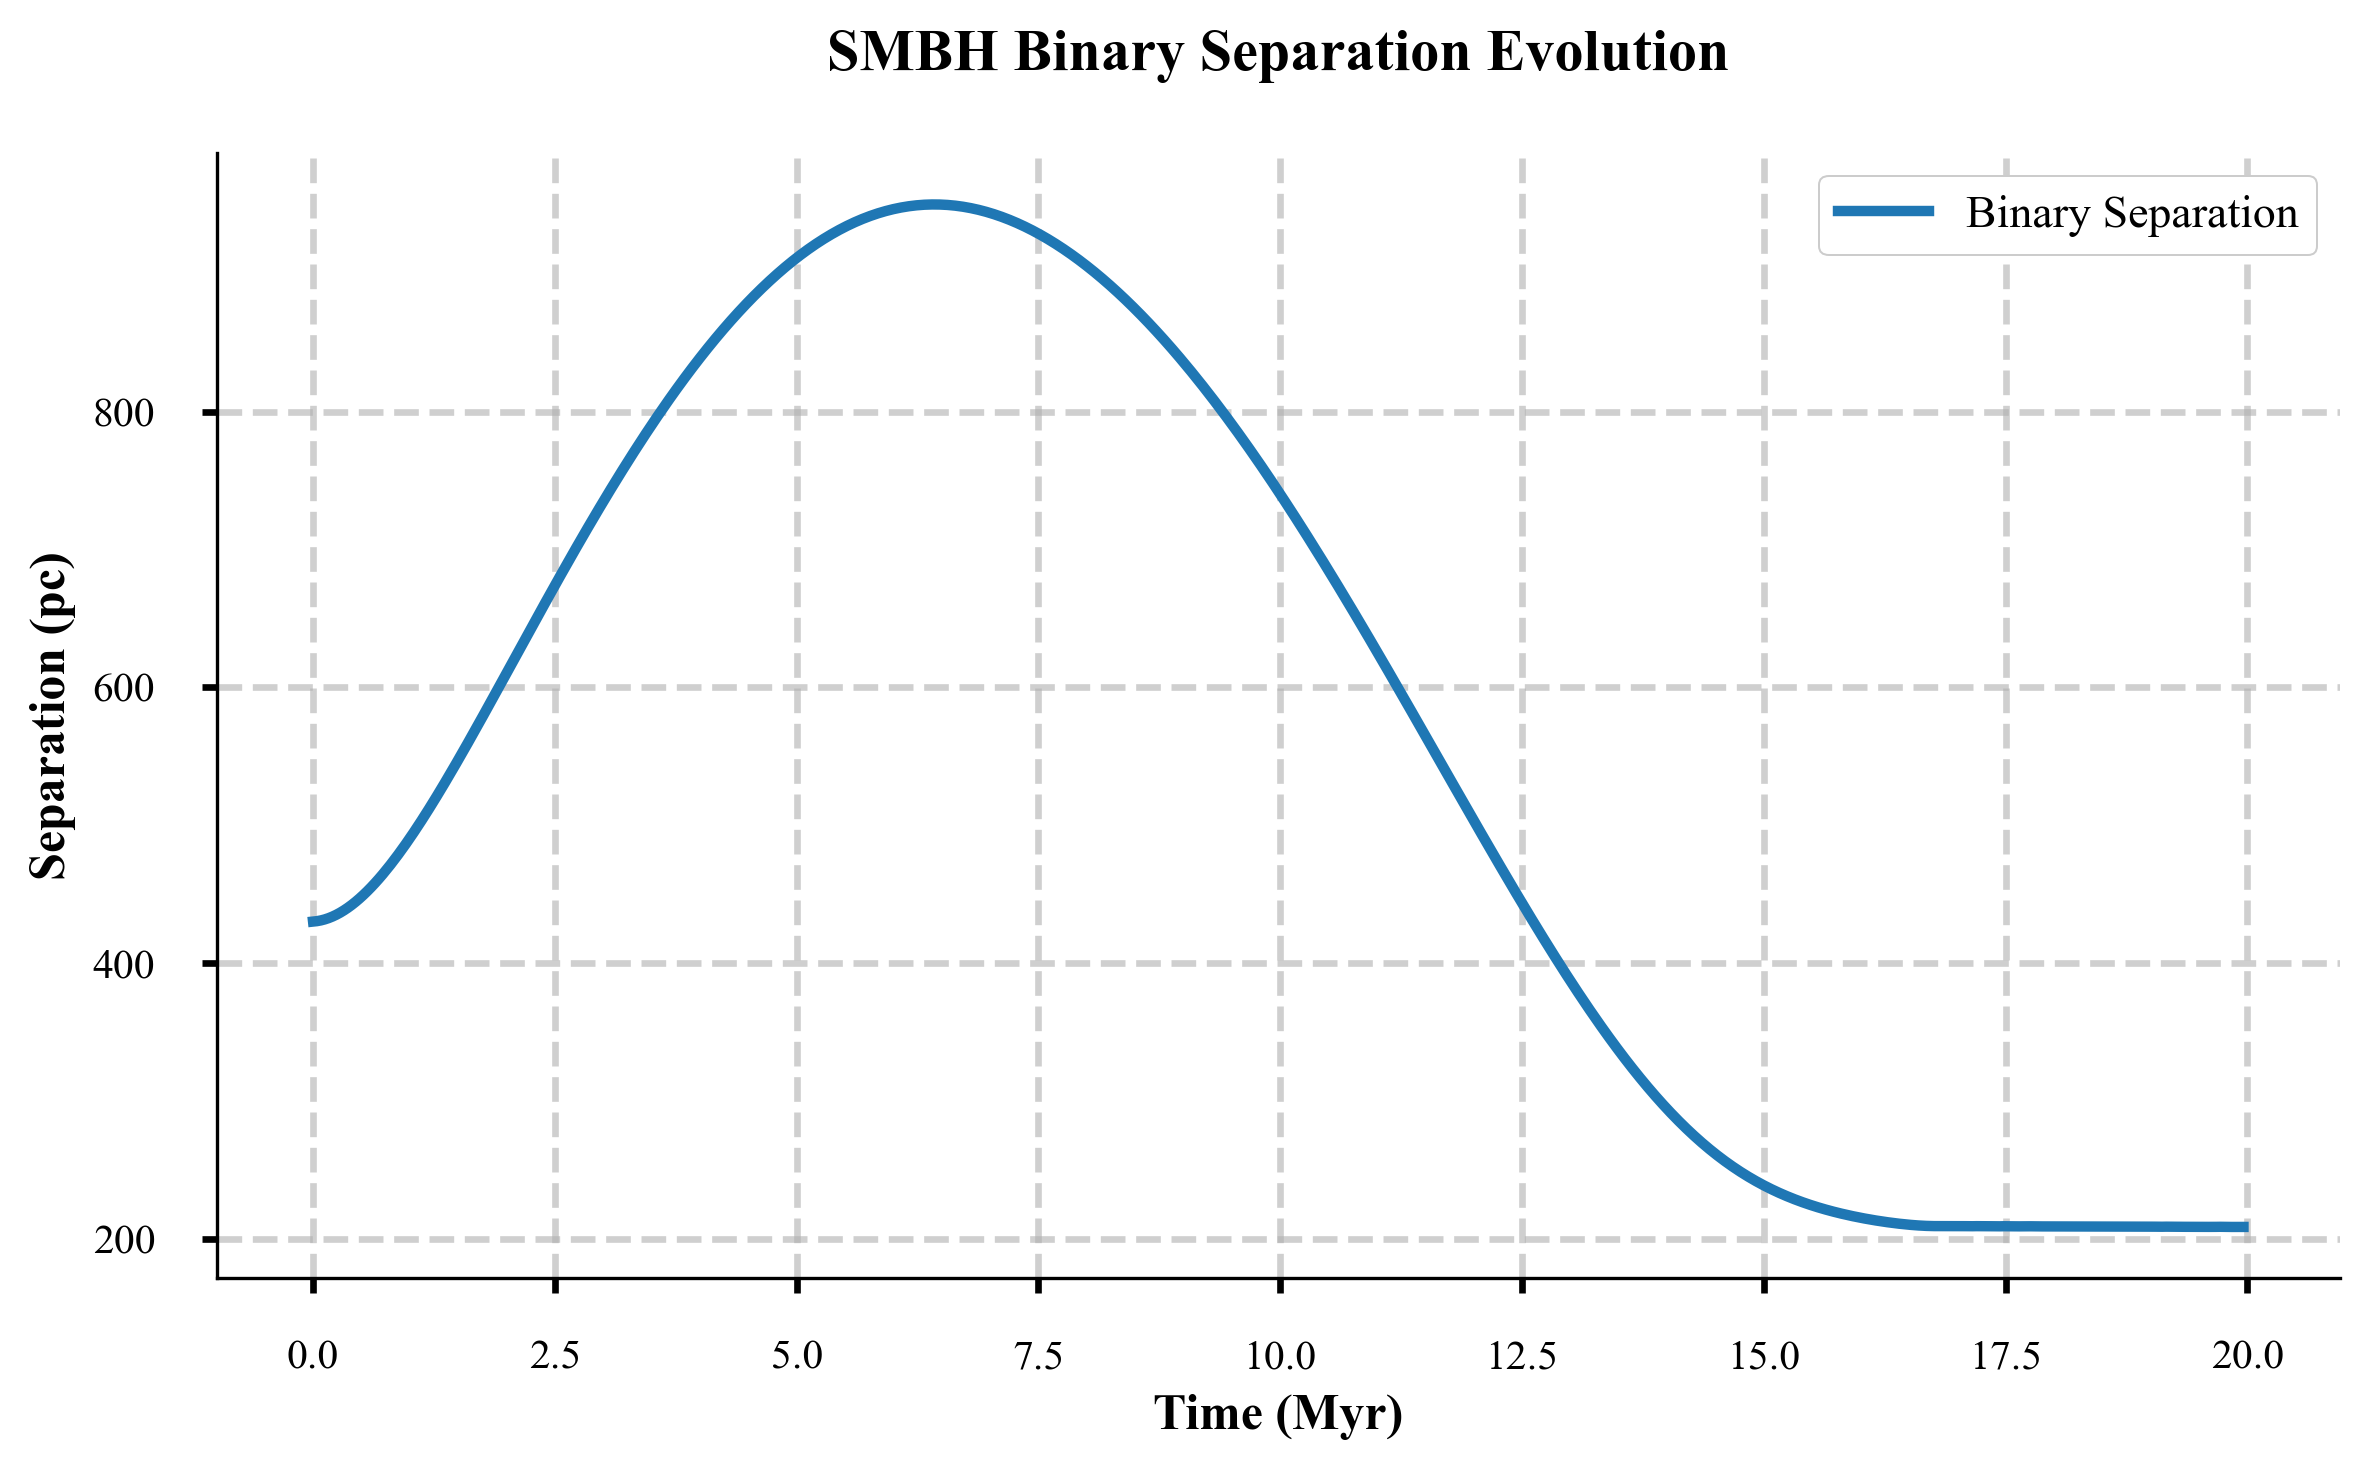 SMBH Binary Separation Evolution
Binary Separation
Separation (pc)
800
600
400
200
0.0 2.5 5.0 7.5 10.0 12.5 15.0 17.5 20.0
Time (Myr)